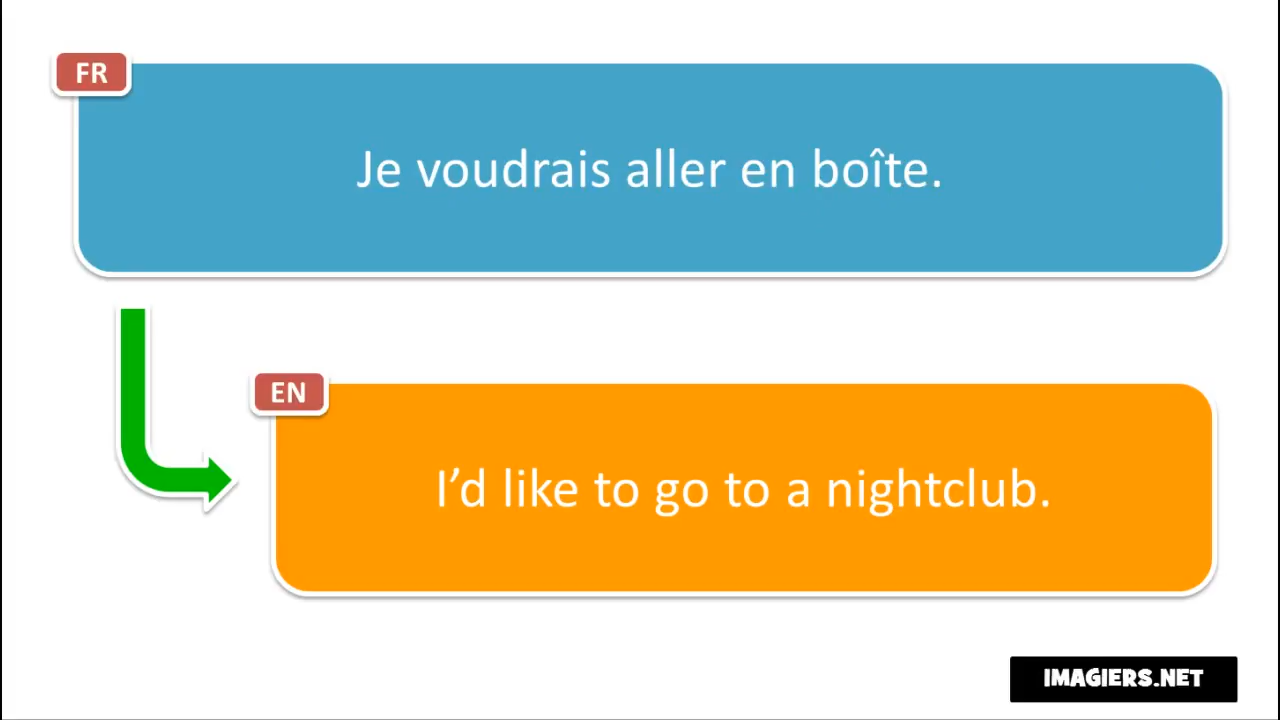 FR
Je voudrais aller en boîte.
EN
I’d like to go to a nightclub.
IMAGIERS.NET